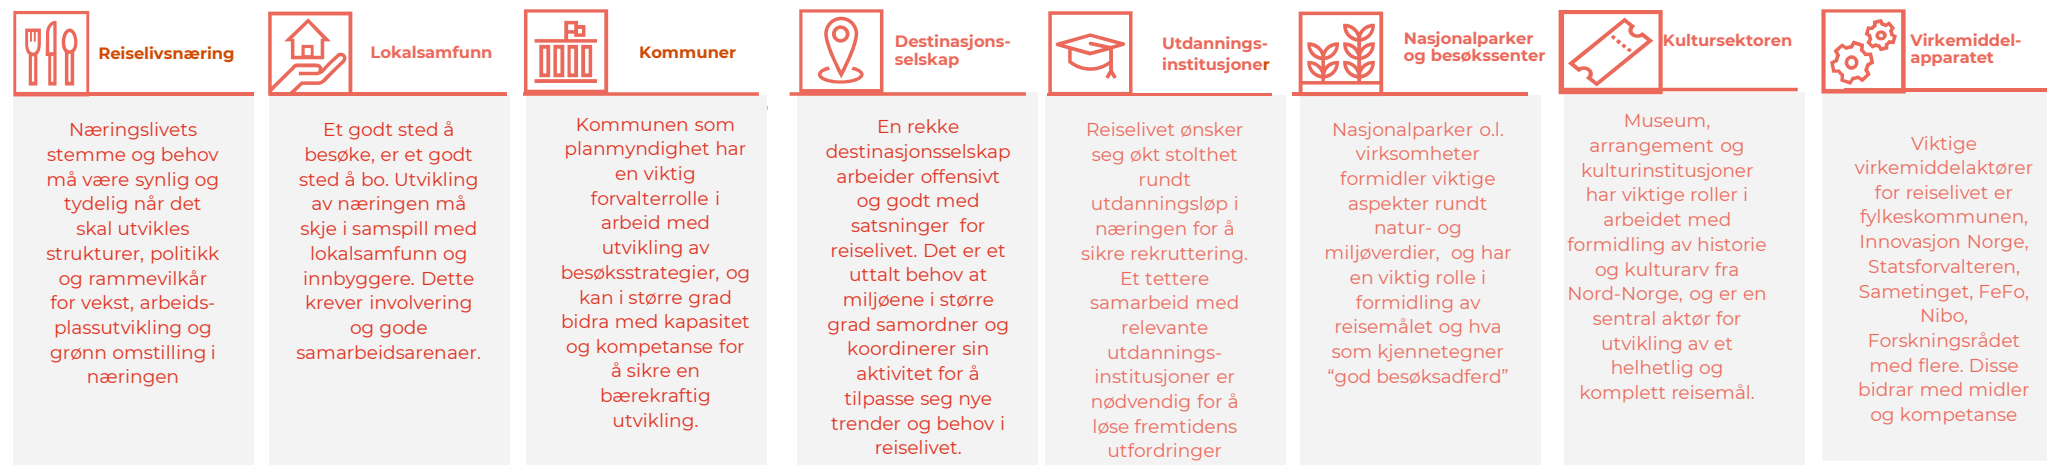 Reiselivsnæring
Næringslivets
stemme og behov
må være synlig og
tydelig når det
skal utvikles
strukturer, politikk
og rammevilkår
for vekst, arbeids-
plassutvikling og
grønn omstilling i
næringen
Lokalsamfunn
Et godt sted å
besøke, er et godt
sted å bo. Utvikling
av næringen må
skje i samspill med
lokalsamfunn og
innbyggere. Dette
krever involvering
og gode
samarbeidsarenaer.
Kommuner
Kommunen som
planmyndighet har
en viktig
forvalterrolle i
arbeid med
utvikling av
besøksstrategier, og
kan i større grad
bidra med kapasitet
og kompetanse for
å sikre en
bærekraftig
utvikling.
Destinasjons-
selskap
En rekke
destinasjonsselskap
arbeider offensivt
og godt med
satsninger for
reiselivet. Det er et
uttalt behov at
miljøene i større
grad samordner og
koordinerer sin
aktivitet for å
tilpasse seg nye
trender og behov i
reiselivet.
Utdannings-
institusjoner
Reiselivet ønsker
seg økt stolthet
rundt
utdanningsløp i
næringen for å
sikre rekruttering.
Et tettere
samarbeid med
relevante
utdannings-
institusjoner er
nødvendig for å
løse fremtidens
utfordringer
Nasjonalparker
og besøkssenter
Nasjonalparker o.l.
virksomheter
formidler viktige
aspekter rundt
natur- og
miljøverdier, og har
en viktig rolle i
formidling av
reisemålet og hva
som kjennetegner
“god besøksadferd”
Kultursektoren
Museum,
arrangement og
kulturinstitusjoner
har viktige roller i
arbeidet med
formidling av historie
og kulturarv fra
Nord-Norge, og er en
sentral aktør for
utvikling av et
helhetlig og
komplett reisemål.
Virkemiddel-
apparatet
Viktige
virkemiddelaktører
for reiselivet er
fylkeskommunen,
Innovasjon Norge,
Statsforvalteren,
Sametinget, FeFo,
Nibo,
Forskningsrådet
med flere. Disse
bidrar med midler
og kompetanse